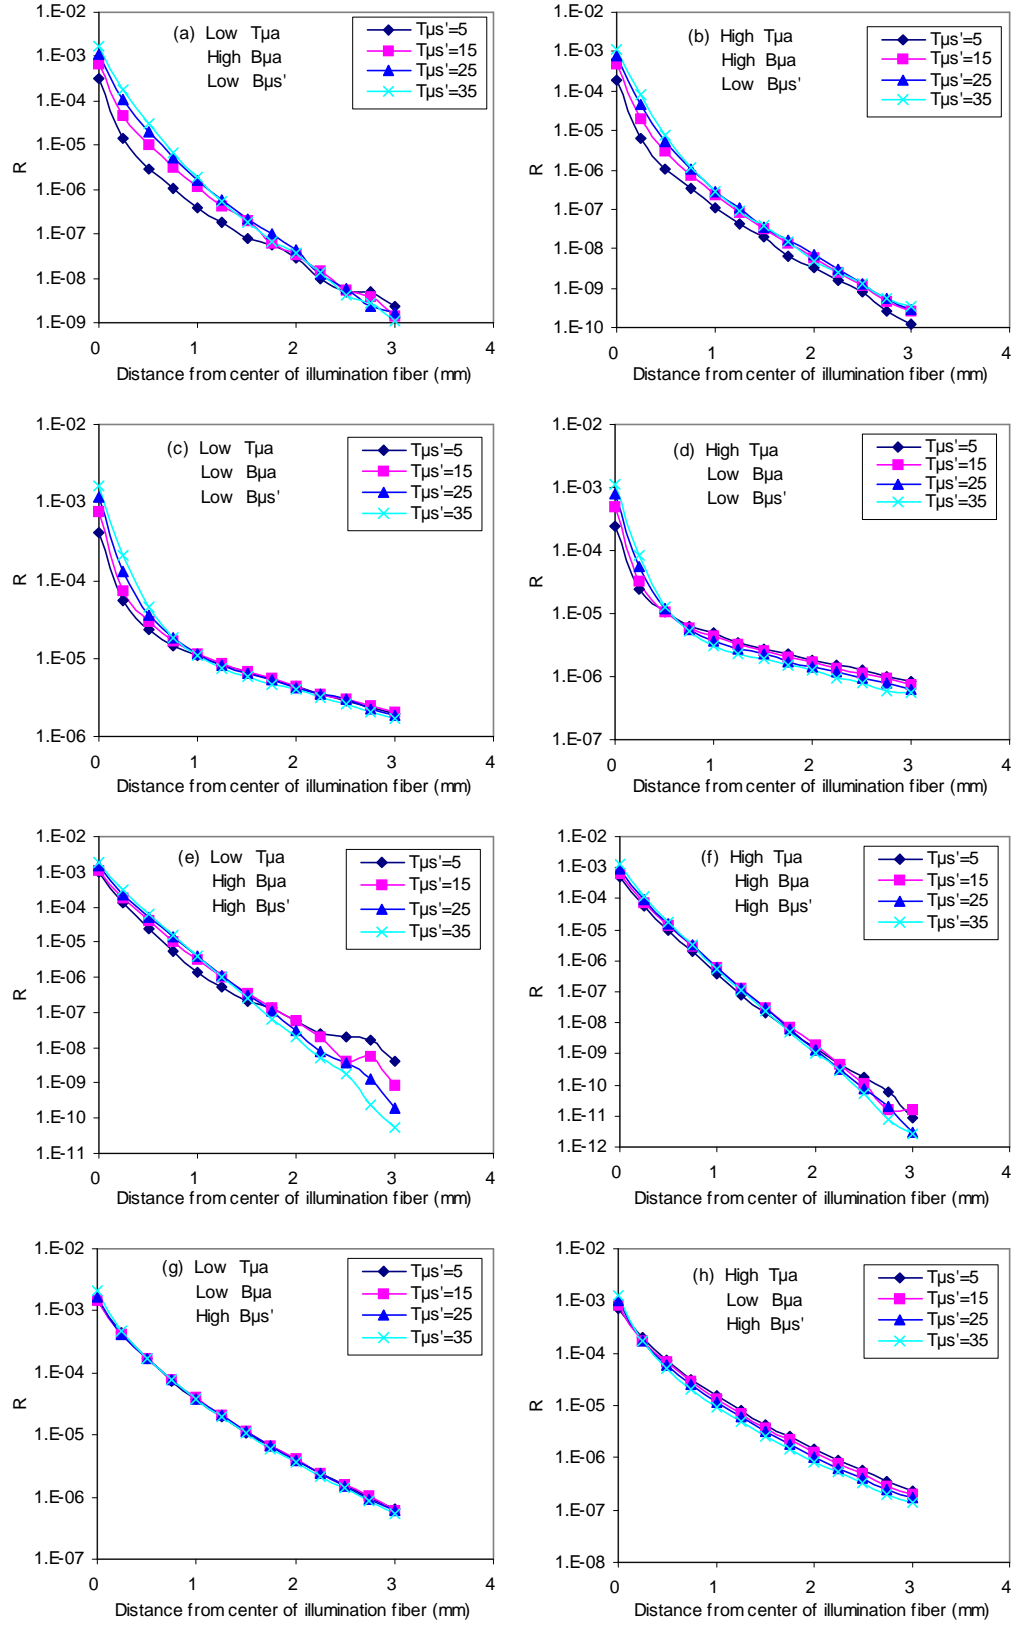 (a) Low Tµa
High Bµa
Low Bµs'
Tµs'=5
Tµs'=15
Tµs'=25
Tµs'=35
1.E-02
1.E-03
1.E-04
1.E-05
1.E-06
1.E-07
1.E-08
1.E-09
R
0 1 2 3 4
Distance from center of illumination fiber (mm)
(b) High Tµa
High Bµa
Low Bµs'
Tµs'=5
Tµs'=15
Tµs'=25
Tµs'=35
1.E-02
1.E-03
1.E-04
1.E-05
1.E-06
1.E-07
1.E-08
1.E-09
1.E-10
R
0 1 2 3 4
Distance from center of illumination fiber (mm)
(c) Low Tµa
Low Bµa
Low Bµs'
Tµs'=5
Tµs'=15
Tµs'=25
Tµs'=35
1.E-02
1.E-03
1.E-04
1.E-05
1.E-06
R
0 1 2 3 4
Distance from center of illumination fiber (mm)
(d) High Tµa
Low Bµa
Low Bµs'
Tµs'=5
Tµs'=15
Tµs'=25
Tµs'=35
1.E-02
1.E-03
1.E-04
1.E-05
1.E-06
1.E-07
R
0 1 2 3 4
Distance from center of illumination fiber (mm)
(e) Low Tµa
High Bµa
High Bµs'
Tµs'=5
Tµs'=15
Tµs'=25
Tµs'=35
1.E-02
1.E-03
1.E-04
1.E-05
1.E-06
1.E-07
1.E-08
1.E-09
1.E-10
1.E-11
R
0 1 2 3 4
Distance from center of illumination fiber (mm)
(f) High Tµa
High Bµa
High Bµs'
Tµs'=5
Tµs'=15
Tµs'=25
Tµs'=35
1.E-02
1.E-03
1.E-04
1.E-05
1.E-06
1.E-07
1.E-08
1.E-09
1.E-10
1.E-11
1.E-12
R
0 1 2 3 4
Distance from center of illumination fiber (mm)
(g) Low Tµa
Low Bµa
High Bµs'
Tµs'=5
Tµs'=15
Tµs'=25
Tµs'=35
1.E-02
1.E-03
1.E-04
1.E-05
1.E-06
1.E-07
R
0 1 2 3 4
Distance from center of illumination fiber (mm)
(h) High Tµa
Low Bµa
High Bµs'
Tµs'=5
Tµs'=15
Tµs'=25
Tµs'=35
1.E-02
1.E-03
1.E-04
1.E-05
1.E-06
1.E-07
1.E-08
R
0 1 2 3 4
Distance from center of illumination fiber (mm)